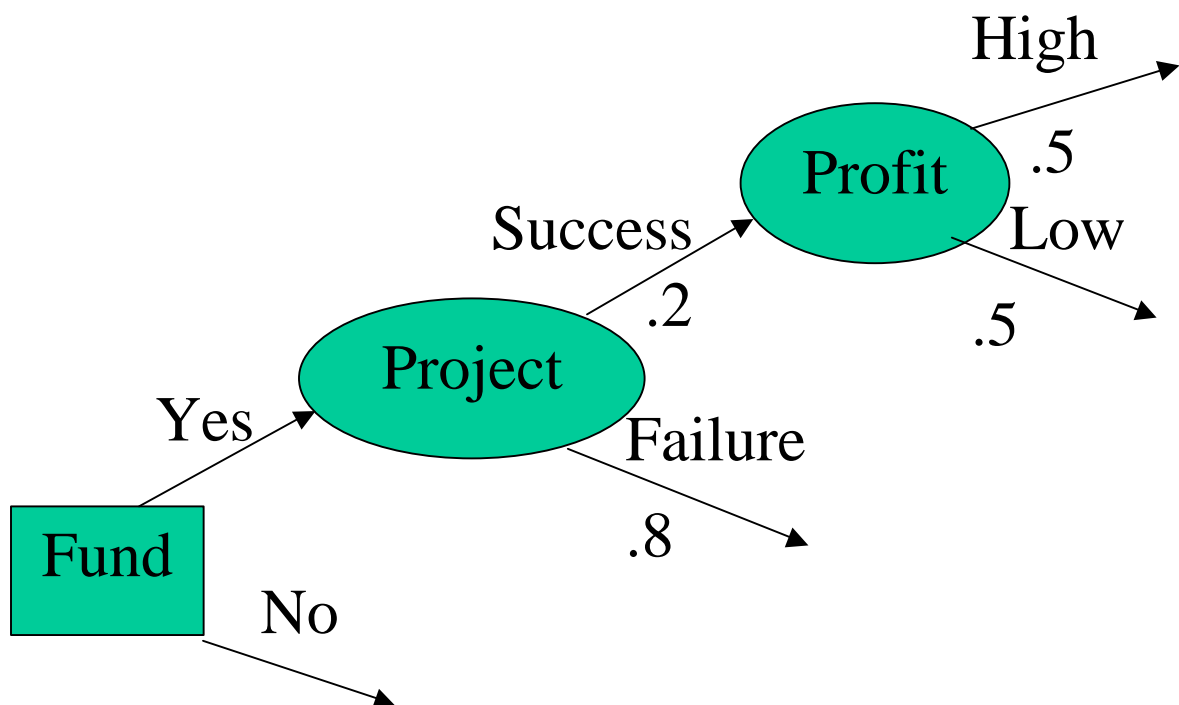 High
.5
Profit
Low
.5
Success
.2
Project
Yes
Failure
.8
Fund
No